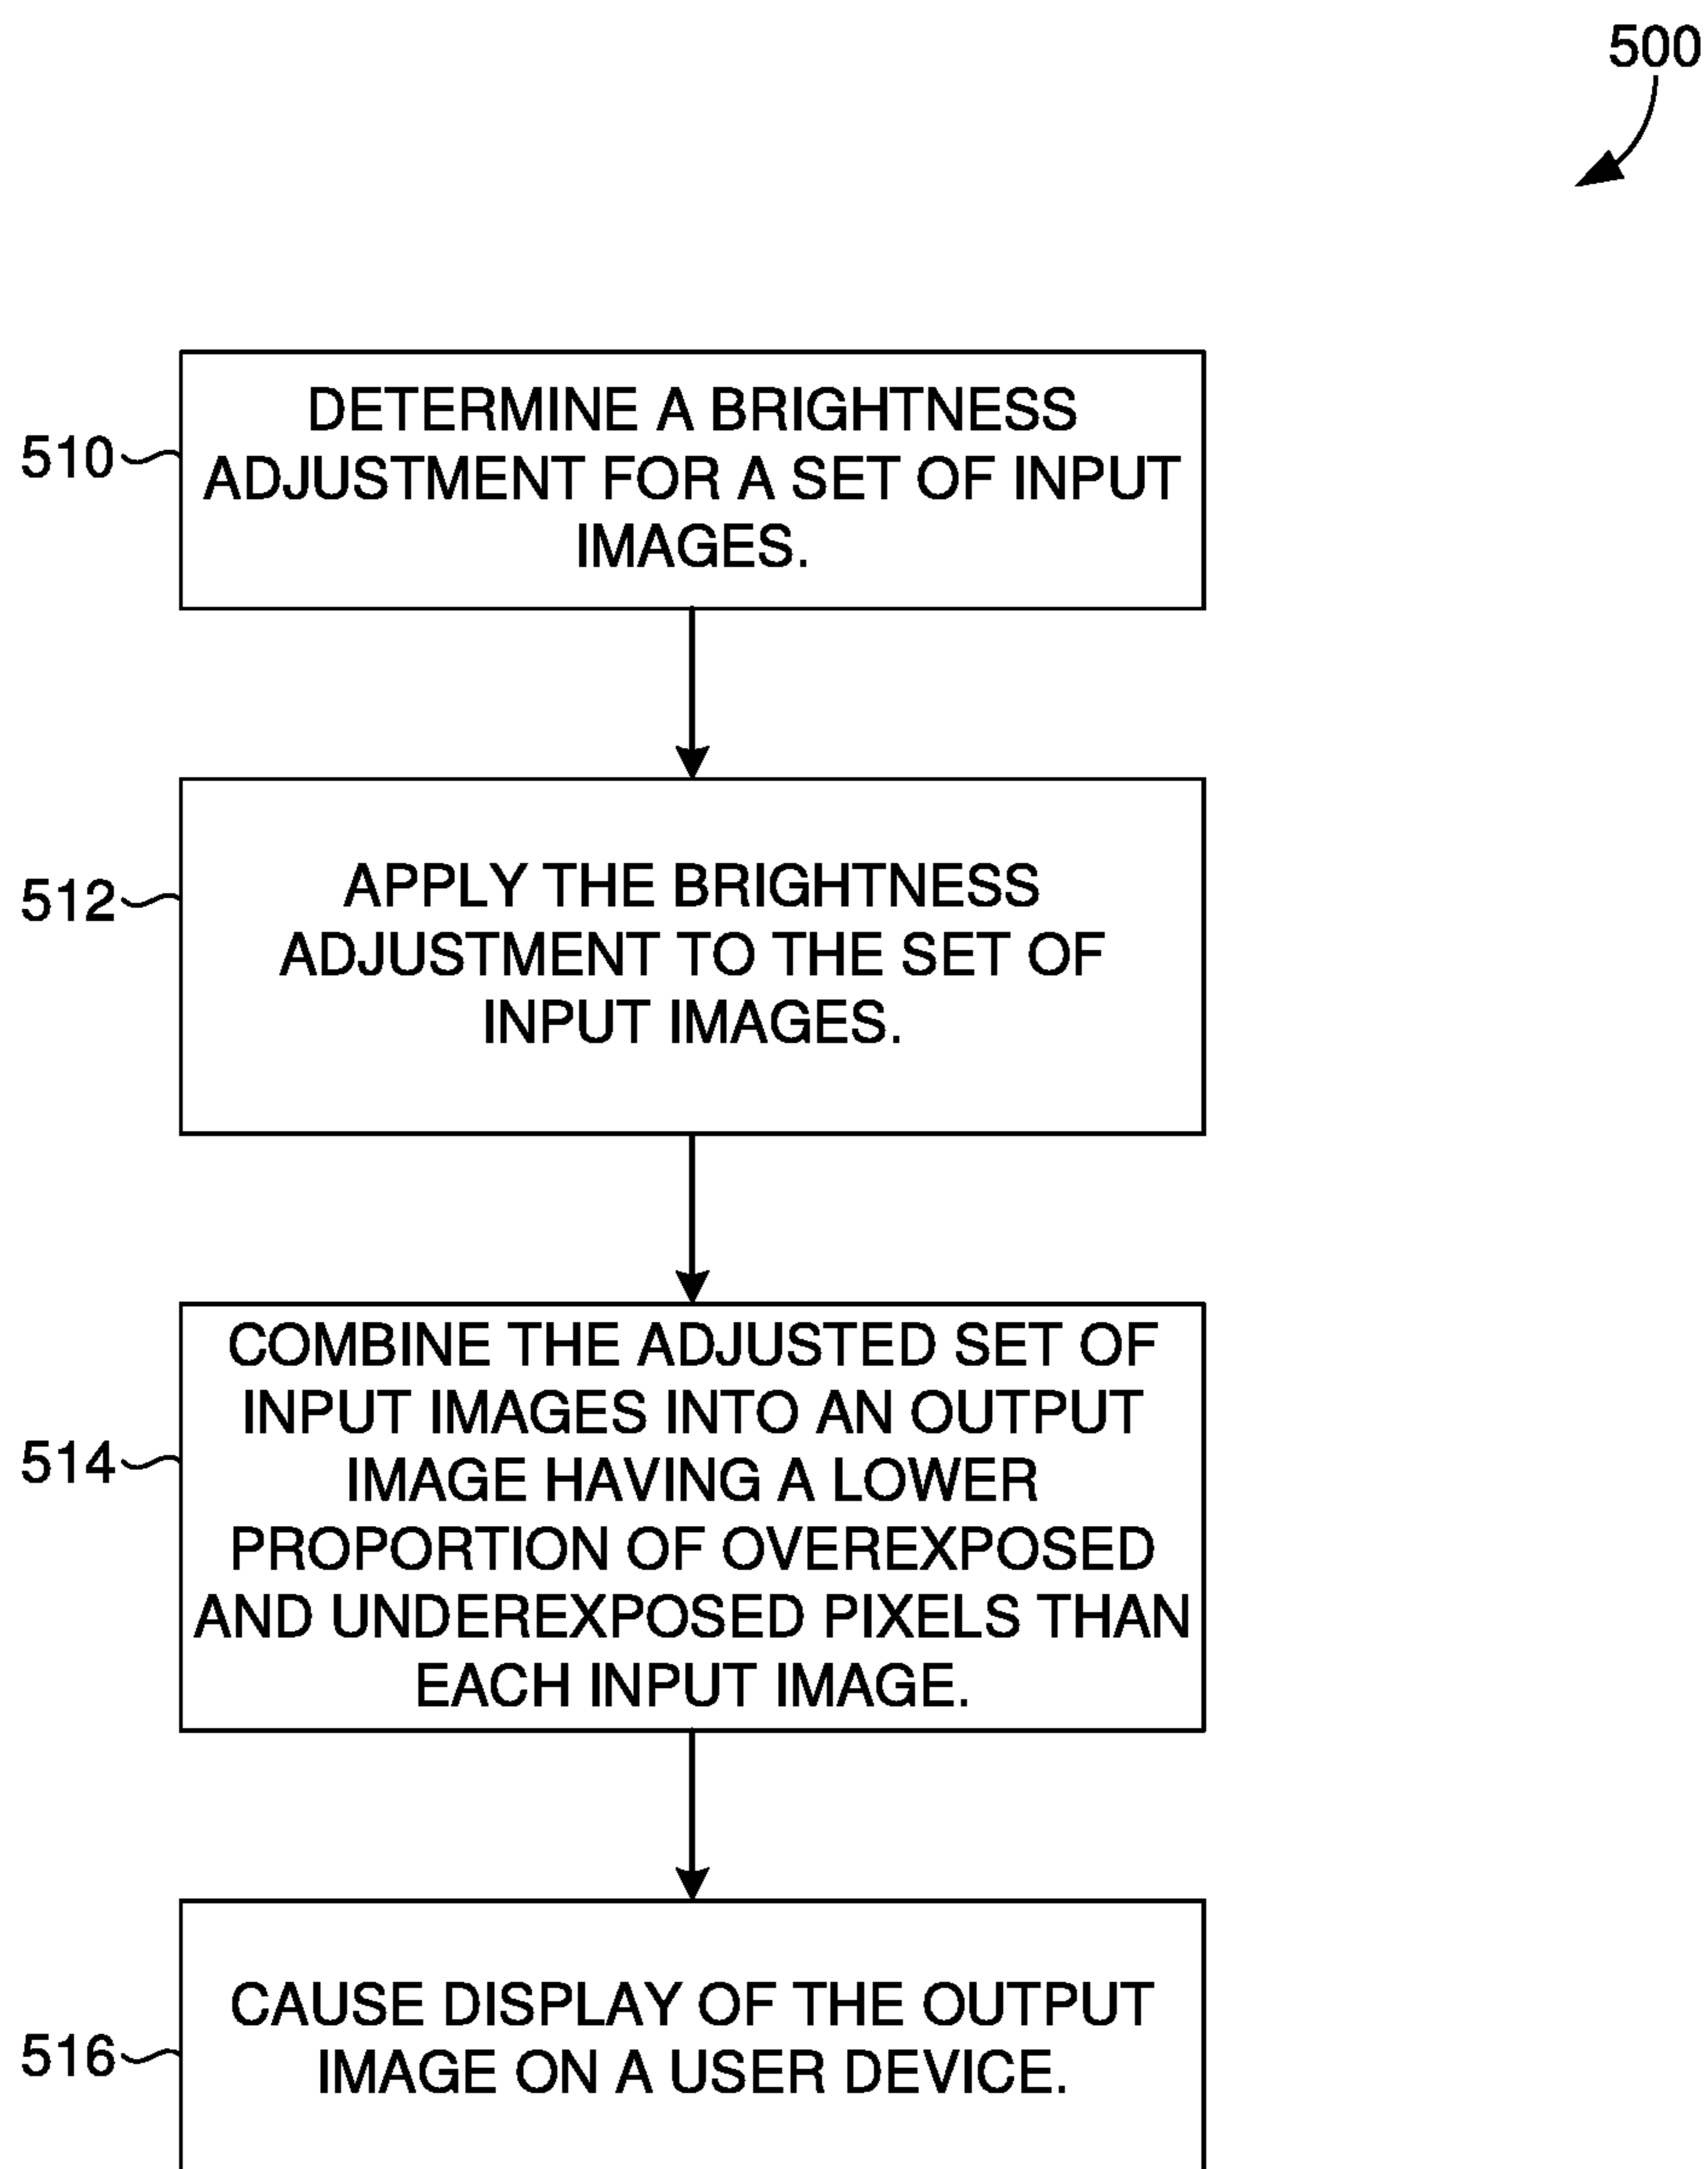 500
510
DETERMINE A BRIGHTNESS
ADJUSTMENT FOR A SET OF INPUT
IMAGES.
512
APPLY THE BRIGHTNESS
ADJUSTMENT TO THE SET OF
INPUT IMAGES.
514
COMBINE THE ADJUSTED SET OF
INPUT IMAGES INTO AN OUTPUT
IMAGE HAVING A LOWER
PROPORTION OF OVEREXPOSED
AND UNDEREXPOSED PIXELS THAN
EACH INPUT IMAGE.
516
CAUSE DISPLAY OF THE OUTPUT
IMAGE ON A USER DEVICE.